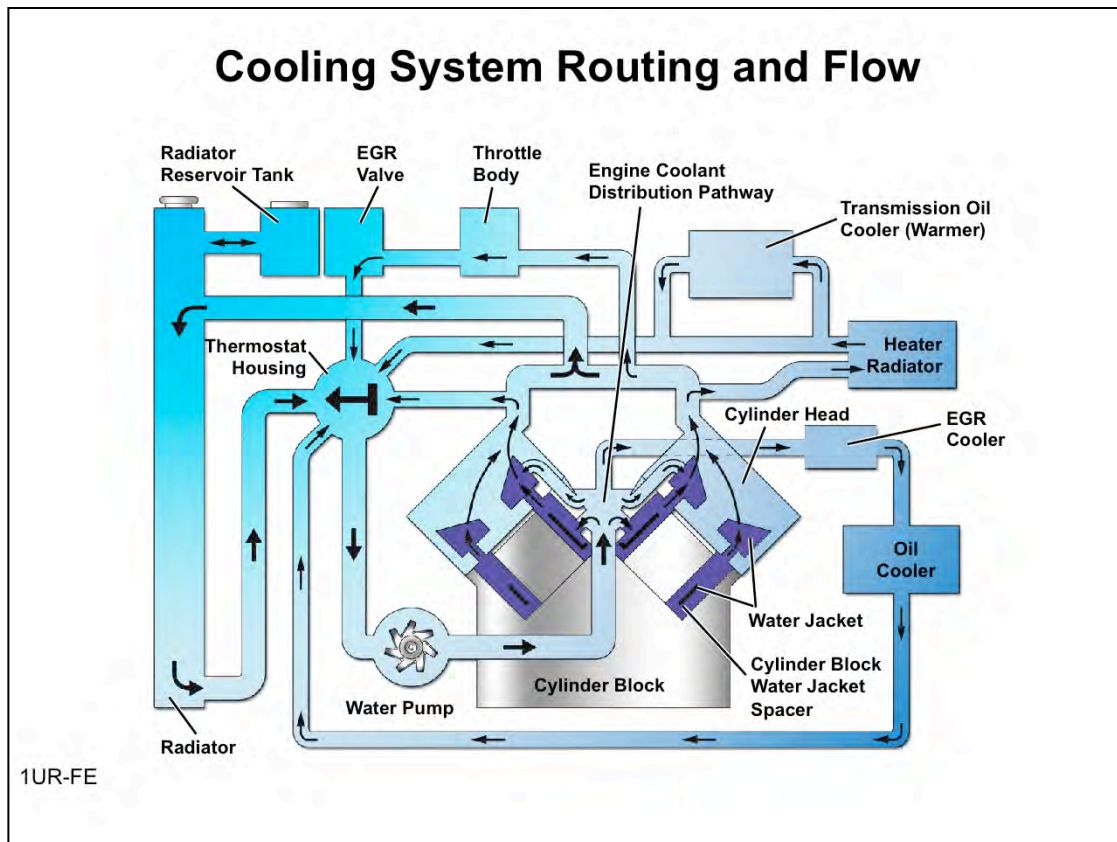 Cooling System Routing and Flow
Radiator
Reservoir Tank
EGR
Valve
Throttle
Body
Engine Coolant
Distribution Pathway
Transmission Oil
Cooler (Warmer)
Thermostat
Housing
Heater
Radiator
Cylinder Head
EGR
Cooler
Oil
Cooler
Water Jacket
Cylinder Block
Water Jacket
Spacer
Cylinder Block
Water Pump
Radiator
1UR-FE